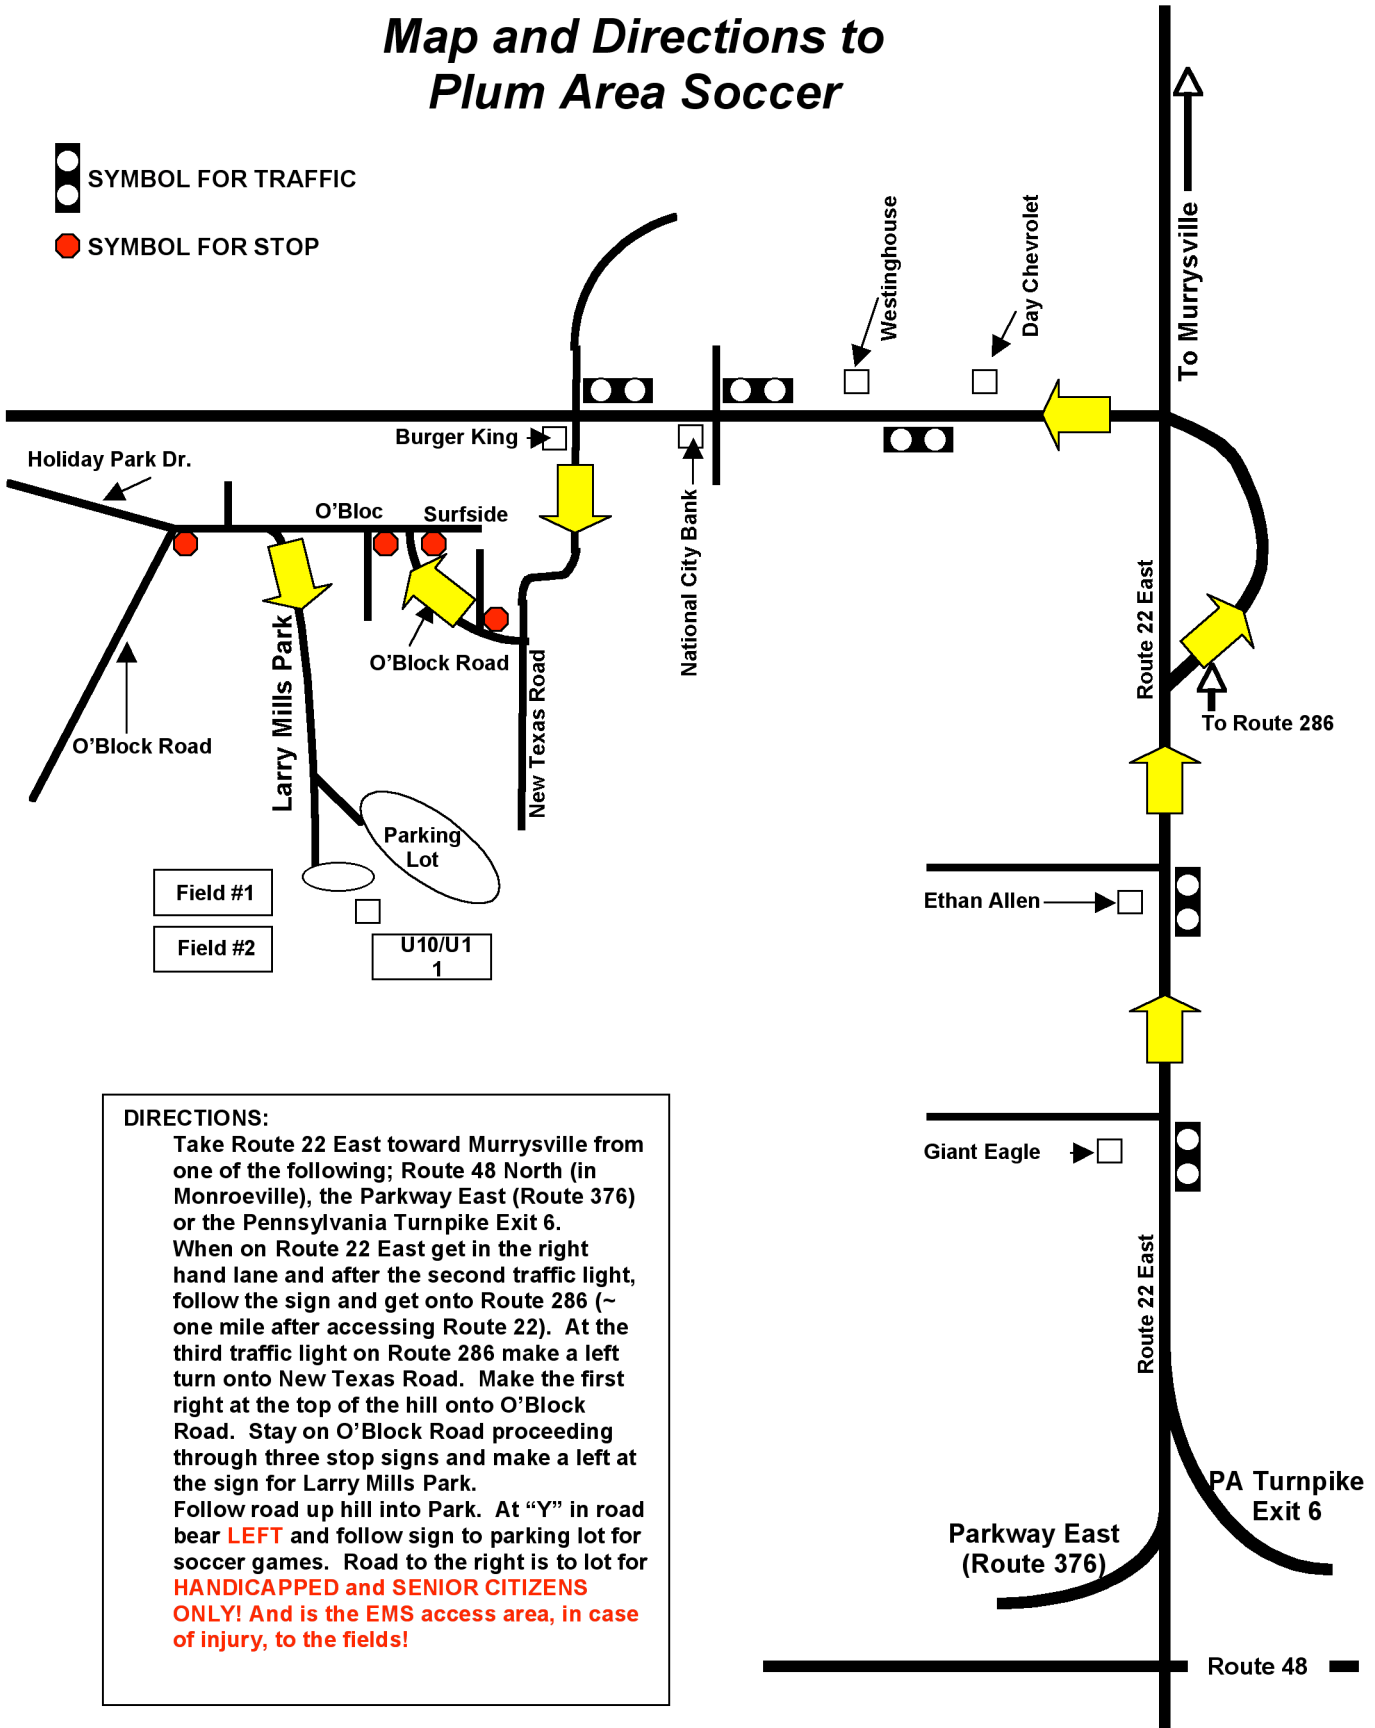 Map and Directions to
Plum Area Soccer
SYMBOL FOR TRAFFIC
SYMBOL FOR STOP
Westinghouse
Day Chevrolet
To Murrysville
Burger King
Holiday Park Dr.
O'Bloc
Surfside
National City Bank
Route 22 East
O'Block Road
Larry Mills Park
New Texas Road
To Route 286
O'Block Road
Parking
Lot
Field #1
Ethan Allen
Field #2
U10/U1
1
Giant Eagle
Route 22 East
DIRECTIONS:
Take Route 22 East toward Murrysville from
one of the following; Route 48 North (in
Monroeville), the Parkway East (Route 376)
or the Pennsylvania Turnpike Exit 6.
When on Route 22 East get in the right
hand lane and after the second traffic light,
follow the sign and get onto Route 286 (~
one mile after accessing Route 22).  At the
third traffic light on Route 286 make a left
turn onto New Texas Road.  Make the first
right at the top of the hill onto O'Block
Road.  Stay on O'Block Road proceeding
through three stop signs and make a left at
the sign for Larry Mills Park.
Follow road up hill into Park.  At "Y" in road
bear LEFT and follow sign to parking lot for
soccer games.  Road to the right is to lot for
HANDICAPPED and SENIOR CITIZENS
ONLY! And is the EMS access area, in case
of injury, to the fields!
PA Turnpike
Exit 6
Parkway East
(Route 376)
Route 48